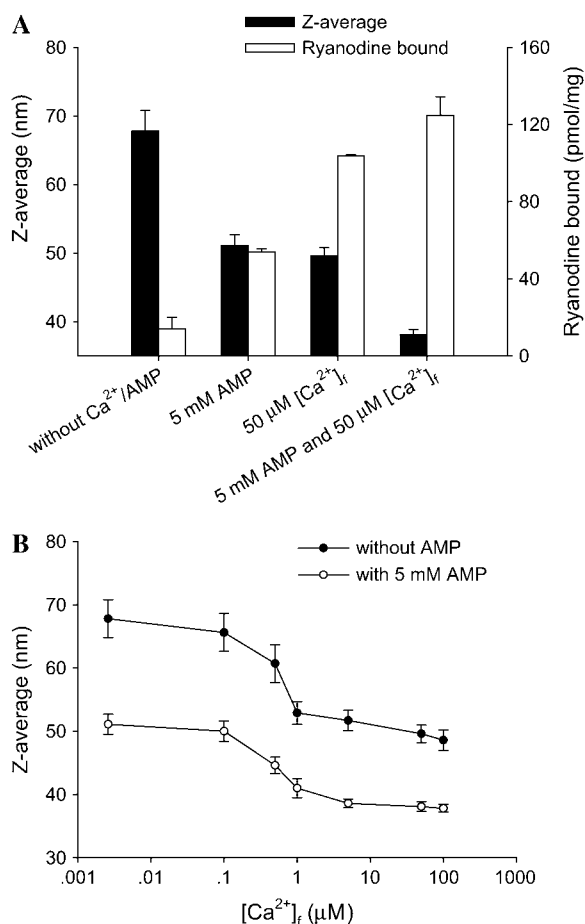 A
Z-average
Ryanodine bound
80
70
60
50
40
Z-average (nm)
160
120
80
40
0
Ryanodine bound (pmol/mg)
without Ca²⁺/AMP
5 mM AMP
50 μM [Ca²⁺]f
5 mM AMP and 50 μM [Ca²⁺]f
B
without AMP
with 5 mM AMP
80
70
60
50
40
30
Z-average (nm)
.001
.01
.1
1
10
100
1000
[Ca²⁺]f (μM)